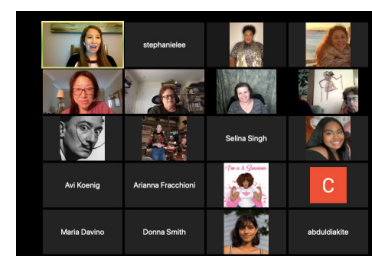 stephanielee
Selina Singh
Avi Koenig
Arianna Fracchioni
I'm a
C
Maria Davino
Donna Smith
abduldiakite